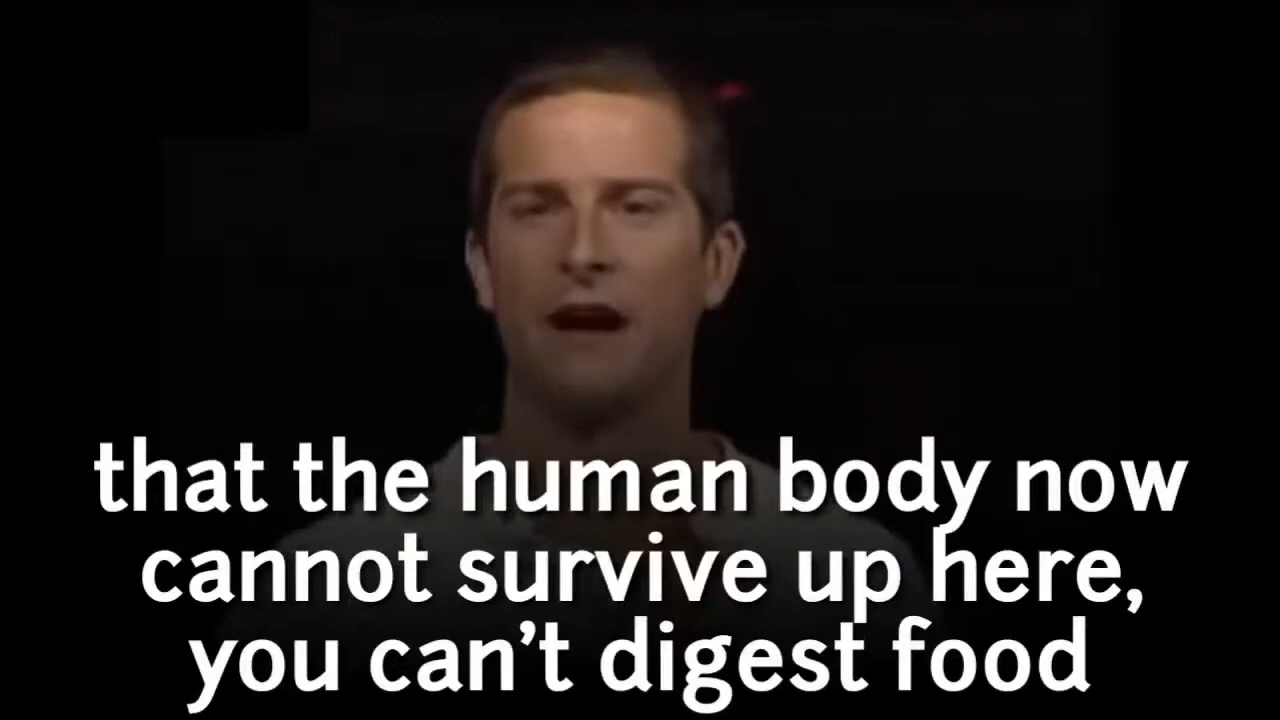 that the human body now
cannot survive up here,
you can't digest food